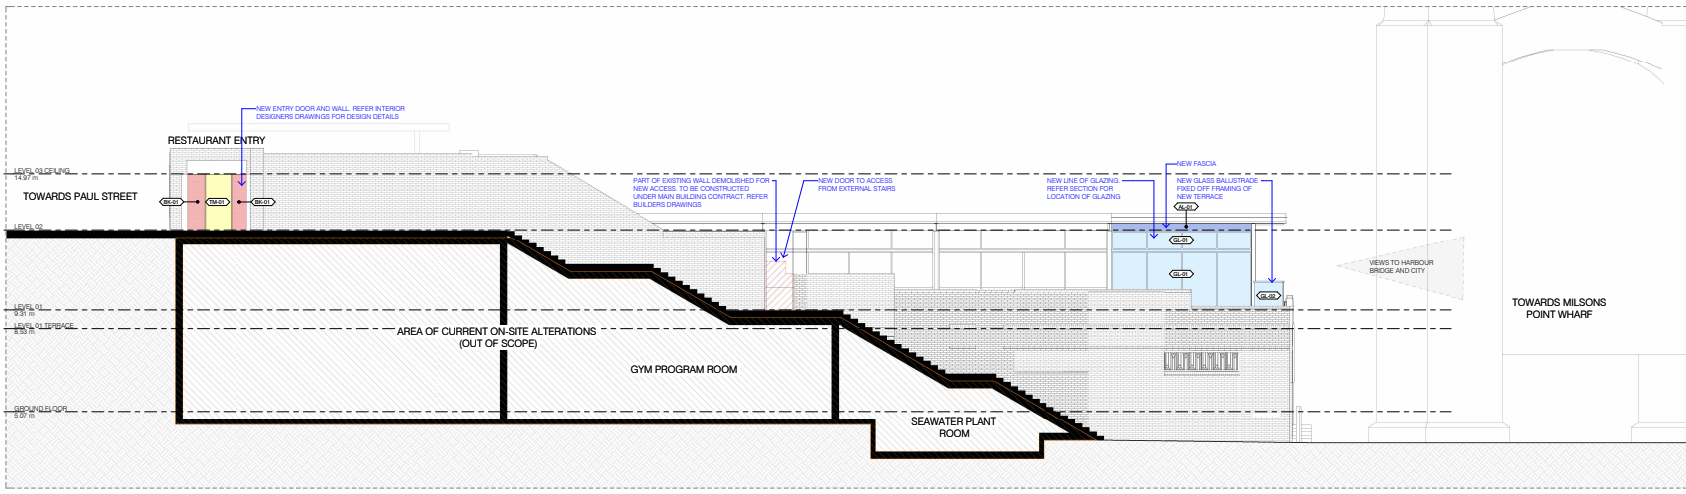 NEW ENTRY DOOR AND WALL. REFER INTERIOR
DESIGNERS DRAWINGS FOR DESIGN DETAILS
RESTAURANT ENTRY
LEVEL 03 CEILING
14.97 m
TOWARDS PAUL STREET
BK-01
TM-01
BK-01
LEVEL 02
PART OF EXISTING WALL DEMOLISHED FOR
NEW ACCESS. TO BE CONSTRUCTED
UNDER MAIN BUILDING CONTRACT. REFER
BUILDERS DRAWINGS
NEW DOOR TO ACCESS
FROM EXTERNAL STAIRS
NEW FASCIA
NEW LINE OF GLAZING.
REFER SECTION FOR
LOCATION OF GLAZING
NEW GLASS BALUSTRADE
FIXED OFF FRAMING OF
NEW TERRACE
AL-01
GL-01
GL-01
GL-02
VIEWS TO HARBOUR
BRIDGE AND CITY
TOWARDS MILSONS
POINT WHARF
LEVEL 01
9.31 m
LEVEL 01 TERRACE
8.53 m
AREA OF CURRENT ON-SITE ALTERATIONS
(OUT OF SCOPE)
GYM PROGRAM ROOM
GROUND FLOOR
5.07 m
SEAWATER PLANT
ROOM